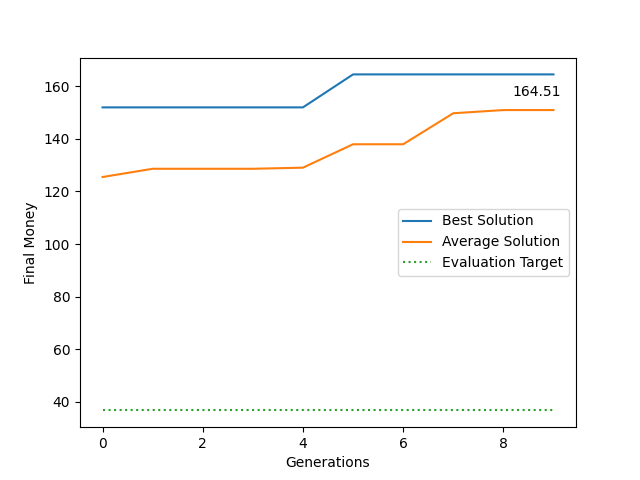 160
140
120
100
80
60
40
Final Money
164.51
Best Solution
Average Solution
Evaluation Target
0 2 4 6 8
Generations